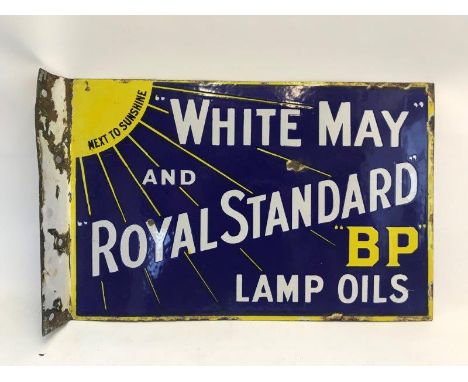 NEXT TO SUNSHINE
"WHITE MAY"
AND
"ROYAL STANDARD"
"BP"
LAMP OILS